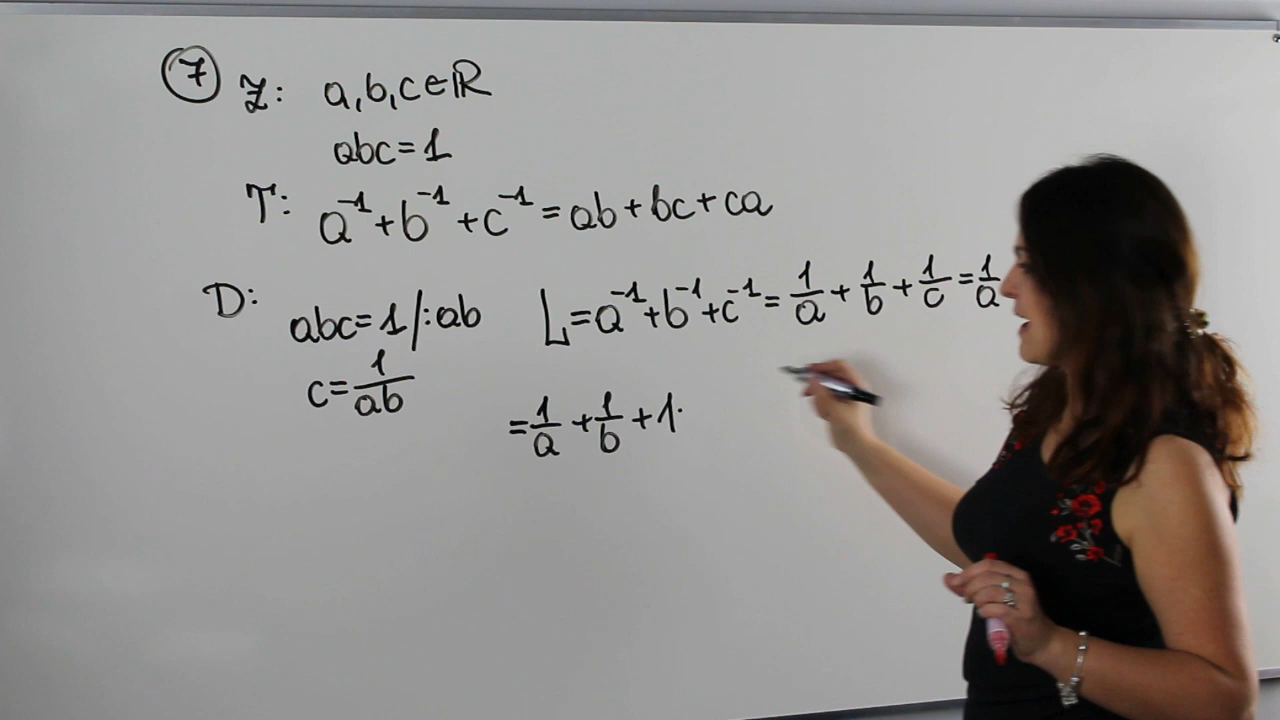 7 Z: a,b,c∈ℝ
abc=1
T: a⁻¹+b⁻¹+c⁻¹=ab+bc+ca
D: abc=1/:ab L=a⁻¹+b⁻¹+c⁻¹=1/a+1/b+1/c=1/a
c=1/ab
=1/a+1/b+1·